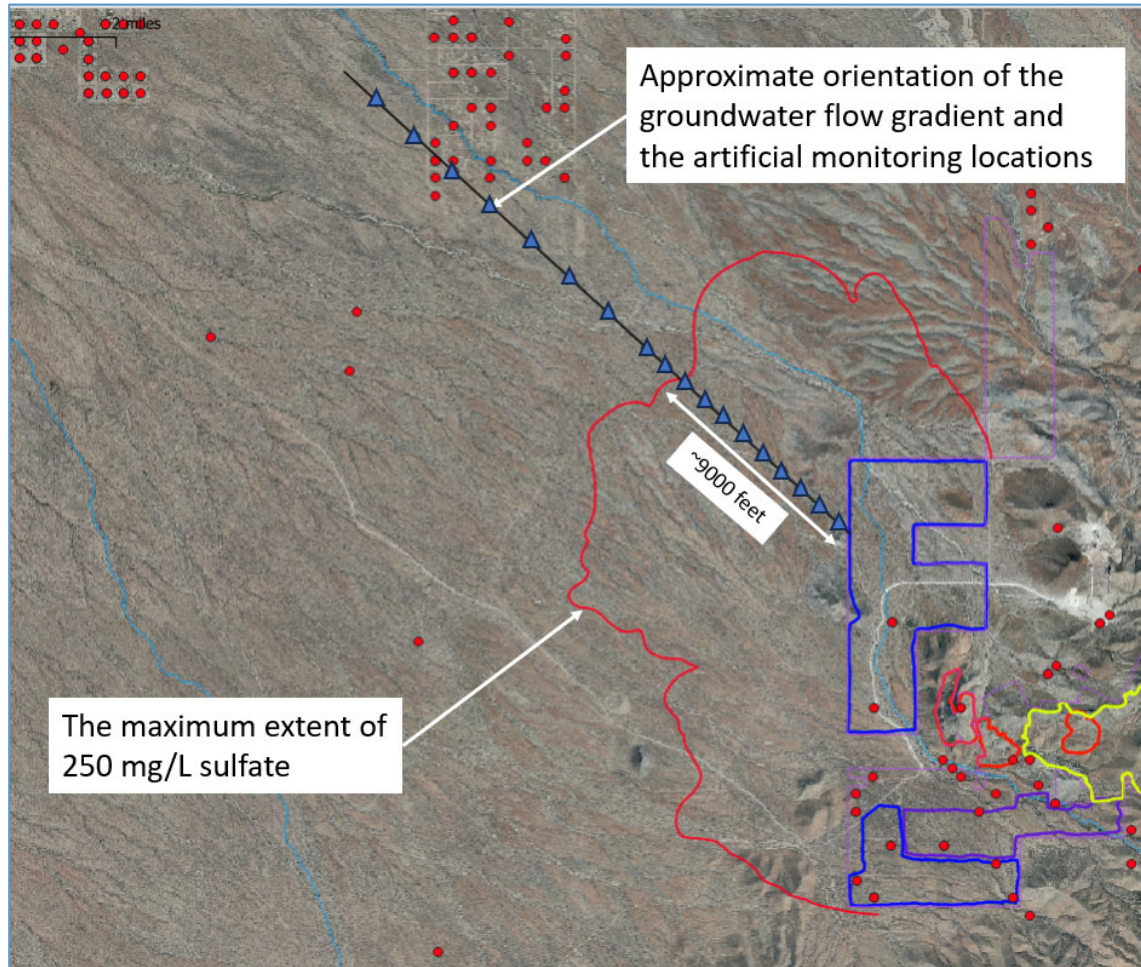 2 miles
Approximate orientation of the
groundwater flow gradient and
the artificial monitoring locations
~9000 feet
The maximum extent of
250 mg/L sulfate